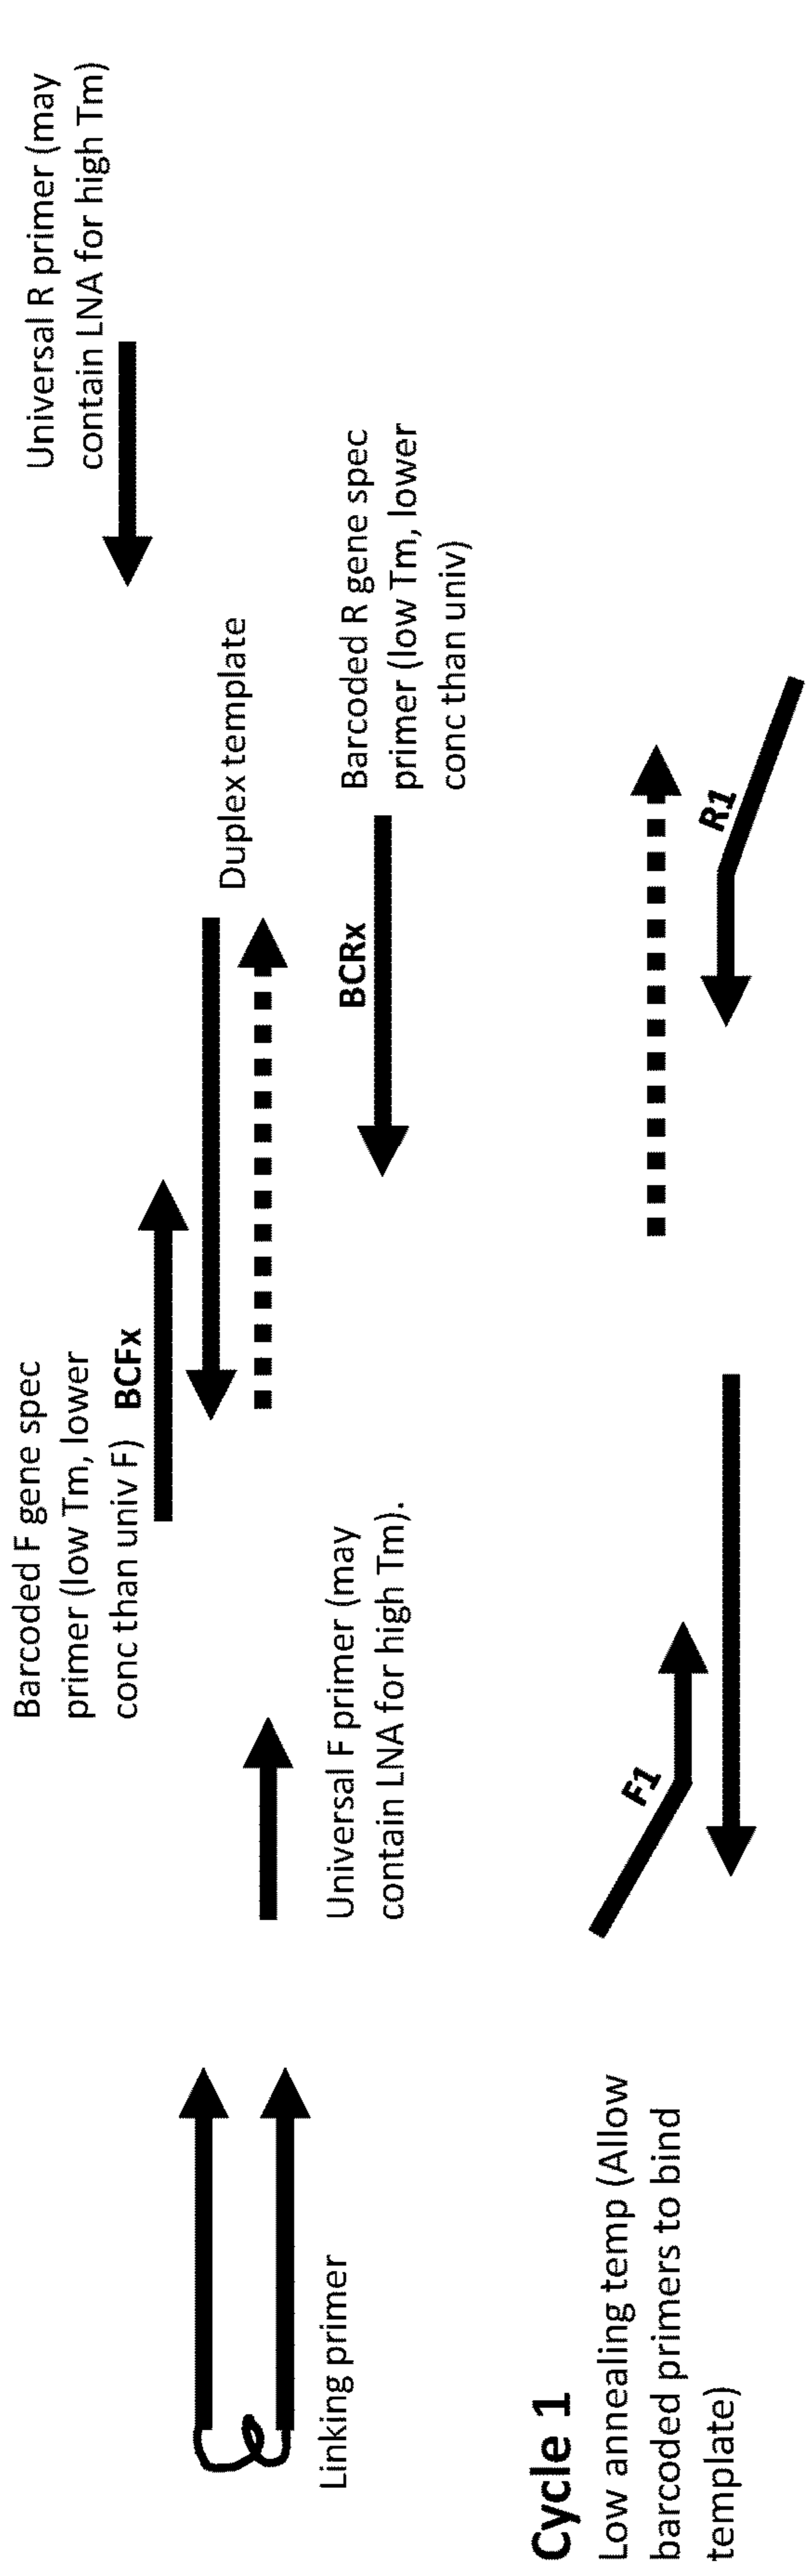 Barcoded F gene spec
primer (low Tm, lower
conc than univ F) BCFx
Universal R primer (may
contain LNA for high Tm)
Duplex template
Linking primer
Universal F primer (may
contain LNA for high Tm).
BCRx
Barcoded R gene spec
primer (low Tm, lower
conc than univ)
Cycle 1
Low annealing temp (Allow
barcoded primers to bind
template)
F1
R1